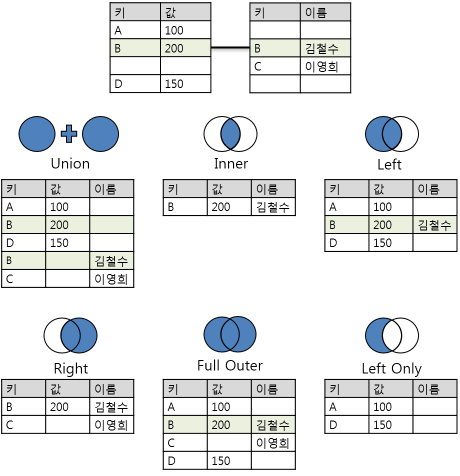 키 값 키 이름
A 100
B 200 B 김철수
C 이영희
D 150
Union Inner Left
키 값 이름 키 값 이름 키 값 이름
A 100 B 200 김철수 A 100
B 200 B 200 김철수
D 150 D 150
B 김철수
C 이영희
Right Full Outer Left Only
키 값 이름 키 값 이름 키 값 이름
B 200 김철수 A 100 A 100
C 이영희 B 200 김철수 D 150
C 이영희
D 150